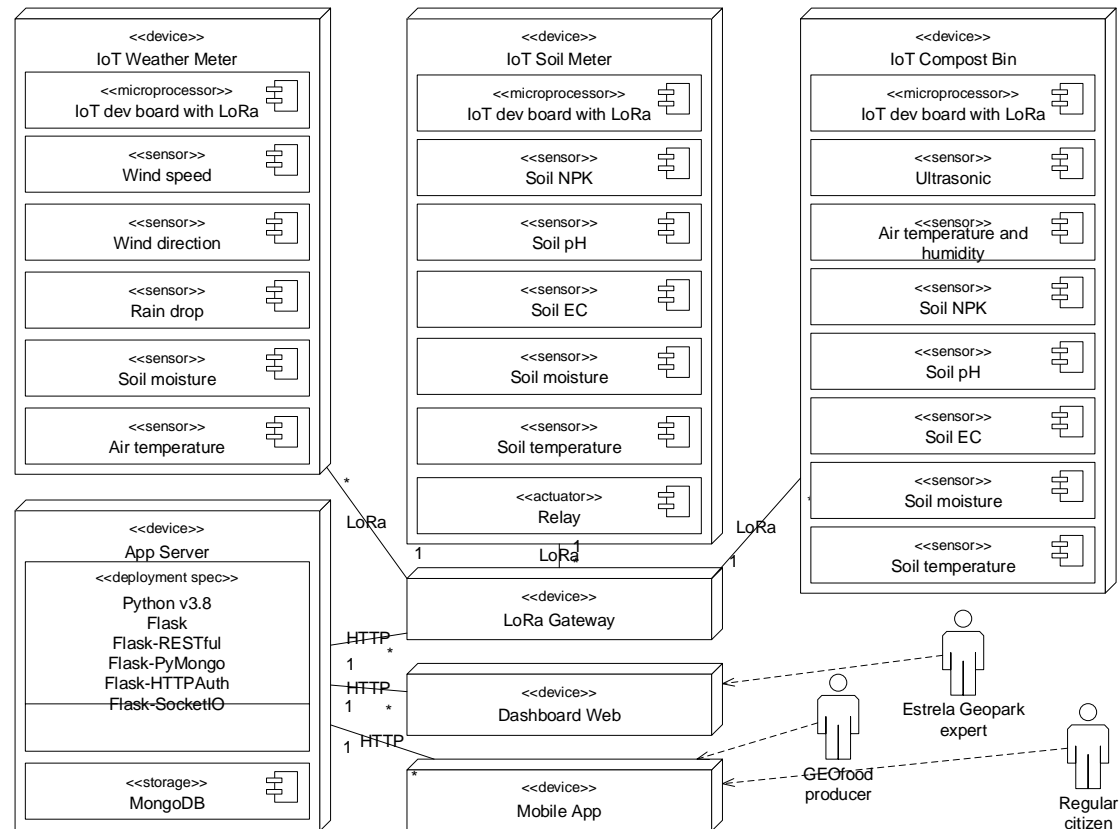 <<device>>
IoT Weather Meter
<<microprocessor>>
IoT dev board with LoRa
<<sensor>>
Wind speed
<<sensor>>
Wind direction
<<sensor>>
Rain drop
<<sensor>>
Soil moisture
<<sensor>>
Air temperature
<<device>>
IoT Soil Meter
<<microprocessor>>
IoT dev board with LoRa
<<sensor>>
Soil NPK
<<sensor>>
Soil pH
<<sensor>>
Soil EC
<<sensor>>
Soil moisture
<<sensor>>
Soil temperature
<<actuator>>
Relay
<<device>>
IoT Compost Bin
<<microprocessor>>
IoT dev board with LoRa
<<sensor>>
Ultrasonic
<<sensor>>
Air temperature and
humidity
<<sensor>>
Soil NPK
<<sensor>>
Soil pH
<<sensor>>
Soil EC
<<sensor>>
Soil moisture
<<sensor>>
Soil temperature
*
LoRa
1
LoRa
1
*
*
LoRa
1
<<device>>
App Server
<<deployment spec>>
Python v3.8
Flask
Flask-RESTful
Flask-PyMongo
Flask-HTTPAuth
Flask-SocketIO
<<storage>>
MongoDB
HTTP
1
*
HTTP
1
*
HTTP
1
*
<<device>>
LoRa Gateway
<<device>>
Dashboard Web
<<device>>
Mobile App
Estrela Geopark
expert
GEOfood
producer
Regular
citizen